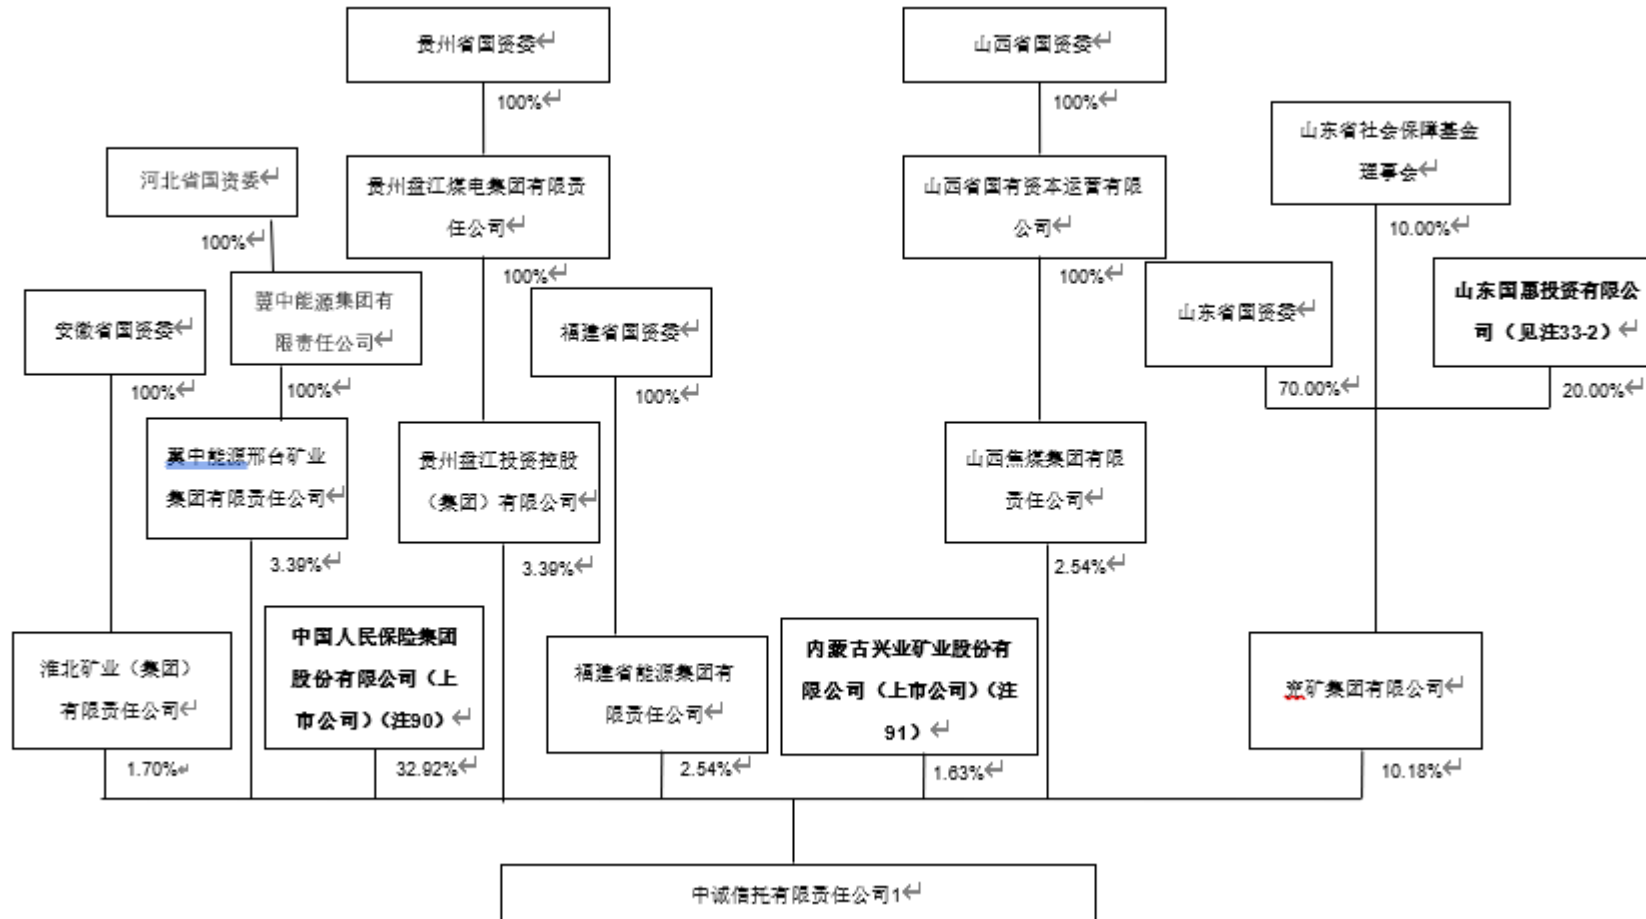 贵州省国资委↵
山西省国资委↵
100%↵
100%↵
山东省社会保障基金
理事会↵
河北省国资委↵
贵州盘江煤电集团有限责
任公司↵
山西省国有资本运营有限
公司↵
100%↵
10.00%↵
100%↵
100%↵
冀中能源集团有
限责任公司↵
安徽省国资委↵
福建省国资委↵
山东省国资委↵
山东国惠投资有限公
司（见注33-2）↵
100%↵
100%↵
100%↵
70.00%↵
20.00%↵
冀中能源邢台矿业
集团有限责任公司↵
贵州盘江投资控股
（集团）有限公司↵
山西焦煤集团有限
责任公司↵
3.39%↵
3.39%↵
2.54%↵
淮北矿业（集团）
有限责任公司↵
中国人民保险集团
股份有限公司（上
市公司）（注90）↵
福建省能源集团有
限责任公司↵
内蒙古兴业矿业股份有
限公司（上市公司）（注
91）↵
兖矿集团有限公司↵
1.70%↵
32.92%↵
2.54%↵
1.63%↵
10.18%↵
中诚信托有限责任公司1↵